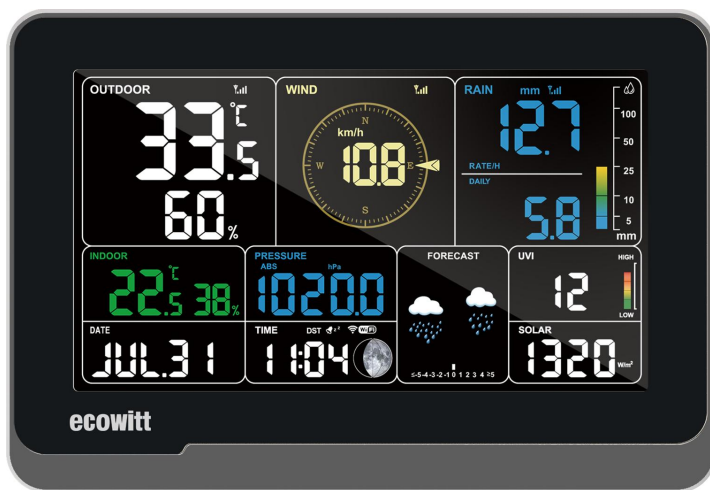 OUTDOOR
33.5 °C
60%
WIND
N
km/h
W 10.8 E
S
RAIN mm
12.7
RATE/H
DAILY
5.8
100
50
25
10
5
mm
INDOOR
22.5 °C 38%
PRESSURE
ABS hPa
1020.0
FORECAST
≤-5-4-3-2-1 0 1 2 3 4 ≥5
UVI HIGH
12
LOW
DATE
JUL.31
TIME DST zz WiFi
11:04
SOLAR
1320 W/m²
ecowitt